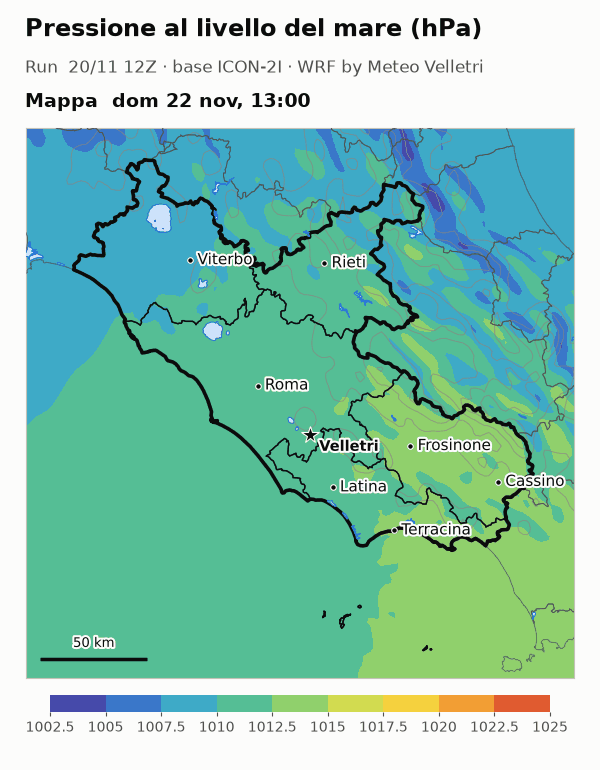 Pressione al livello del mare (hPa)
Run  20/11 12Z · base ICON-2I · WRF by Meteo Velletri
Mappa  dom 22 nov, 13:00
Viterbo
Rieti
Roma
Velletri
Frosinone
Cassino
Latina
Terracina
50 km
1002.5 1005 1007.5 1010 1012.5 1015 1017.5 1020 1022.5 1025